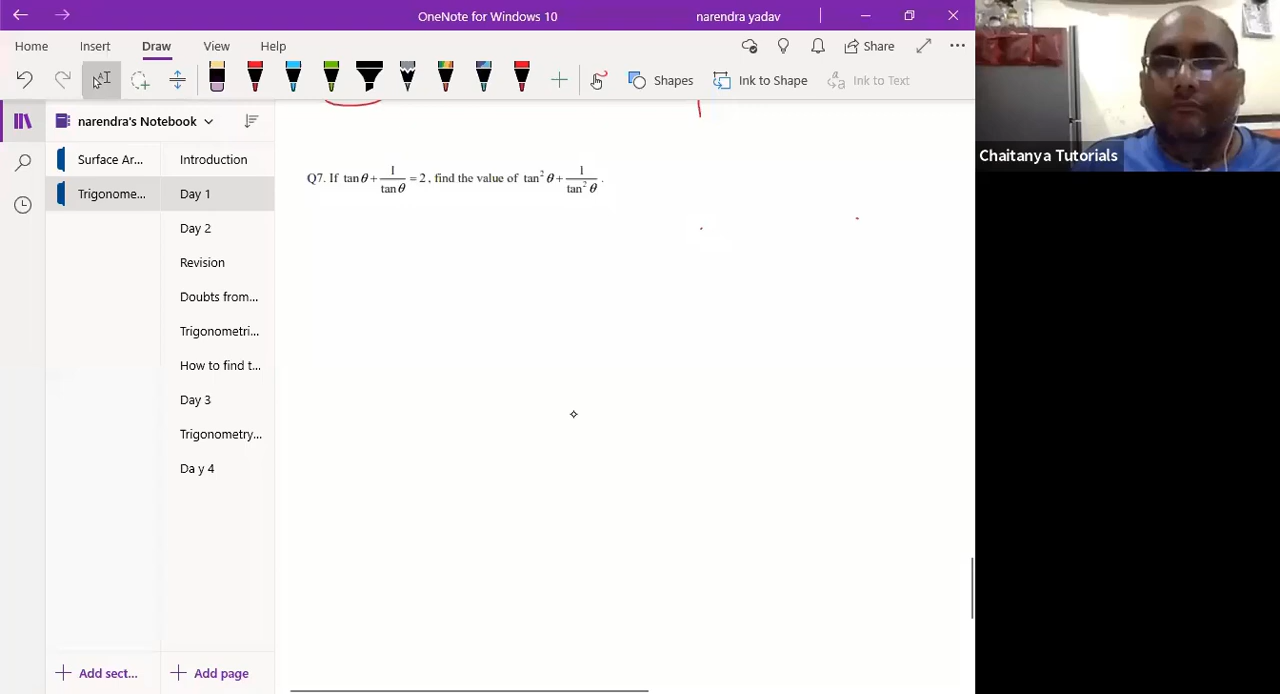 OneNote for Windows 10
narendra yadav
Home Insert Draw View Help
Share
Shapes Ink to Shape Ink to Text
narendra's Notebook
Surface Ar...
Trigonome...
Introduction
Day 1
Day 2
Revision
Doubts from...
Trigonometri...
How to find t...
Day 3
Trigonometry...
Da y 4
Add sect...
Add page
Q7. If tanθ + 1/tanθ = 2, find the value of tan² θ + 1/tan² θ .
Chaitanya Tutorials